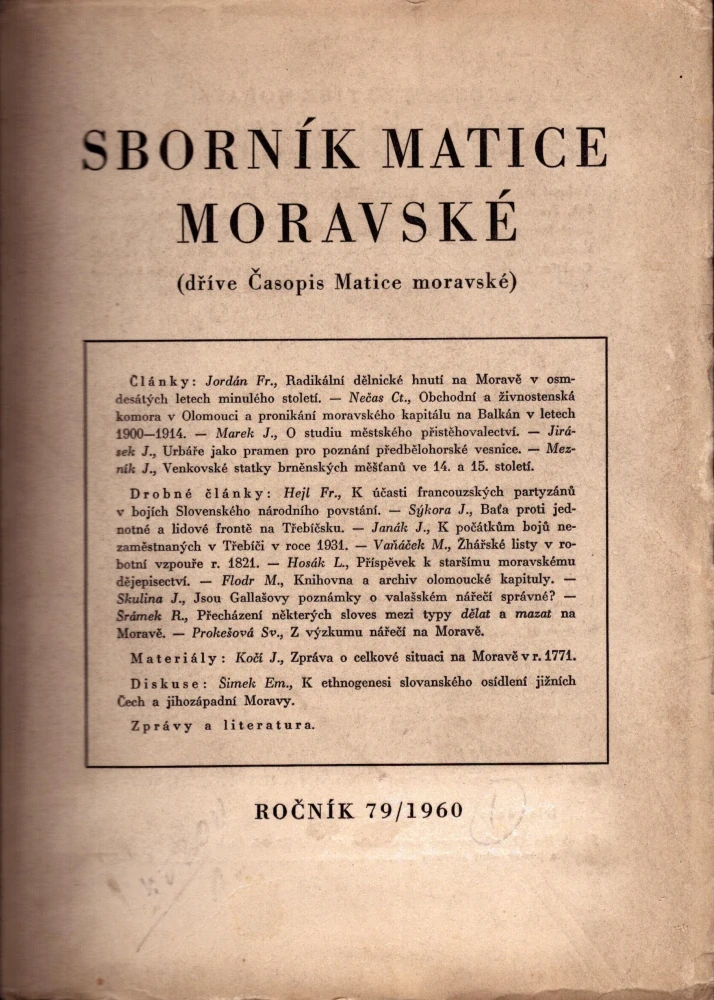 SBORNÍK MATICE
MORAVSKÉ
(dříve Časopis Matice moravské)
Články: Jordán Fr., Radikální dělnické hnutí na Moravě v osm-
desátých letech minulého století. — Nečas Ct., Obchodní a živnostenská
komora v Olomouci a pronikání moravského kapitálu na Balkán v letech
1900—1914. — Marek J., O studiu městského přistěhovalectví. — Jirá-
sek J., Urbáře jako pramen pro poznání předbělohorské vesnice. — Mez-
ník J., Venkovské statky brněnských měšťanů ve 14. a 15. století.
Drobné články: Hejl Fr., K účasti francouzských partyzánů
v bojích Slovenského národního povstání. — Sýkora J., Baťa proti jed-
notné a lidové frontě na Třebíčsku. — Janák J., K počátkům bojů ne-
zaměstnaných v Třebíči v roce 1931. — Vaňáček M., Žhářské listy v ro-
botní vzpouře r. 1821. — Hosák L., Příspěvek k staršímu moravskému
dějepisectví. — Flodr M., Knihovna a archiv olomoucké kapituly. —
Skulina J., Jsou Gallašovy poznámky o valašském nářečí správné? —
Šrámek R., Přecházení některých sloves mezi typy dělat a mazat na
Moravě. — Prokešová Sv., Z výzkumu nářečí na Moravě.
Materiály: Kočí J., Zpráva o celkové situaci na Moravě v r. 1771.
Diskuse: Šimek Em., K ethnogenesi slovanského osídlení jižních
Čech a jihozápadní Moravy.
Zprávy a literatura.
ROČNÍK 79/1960